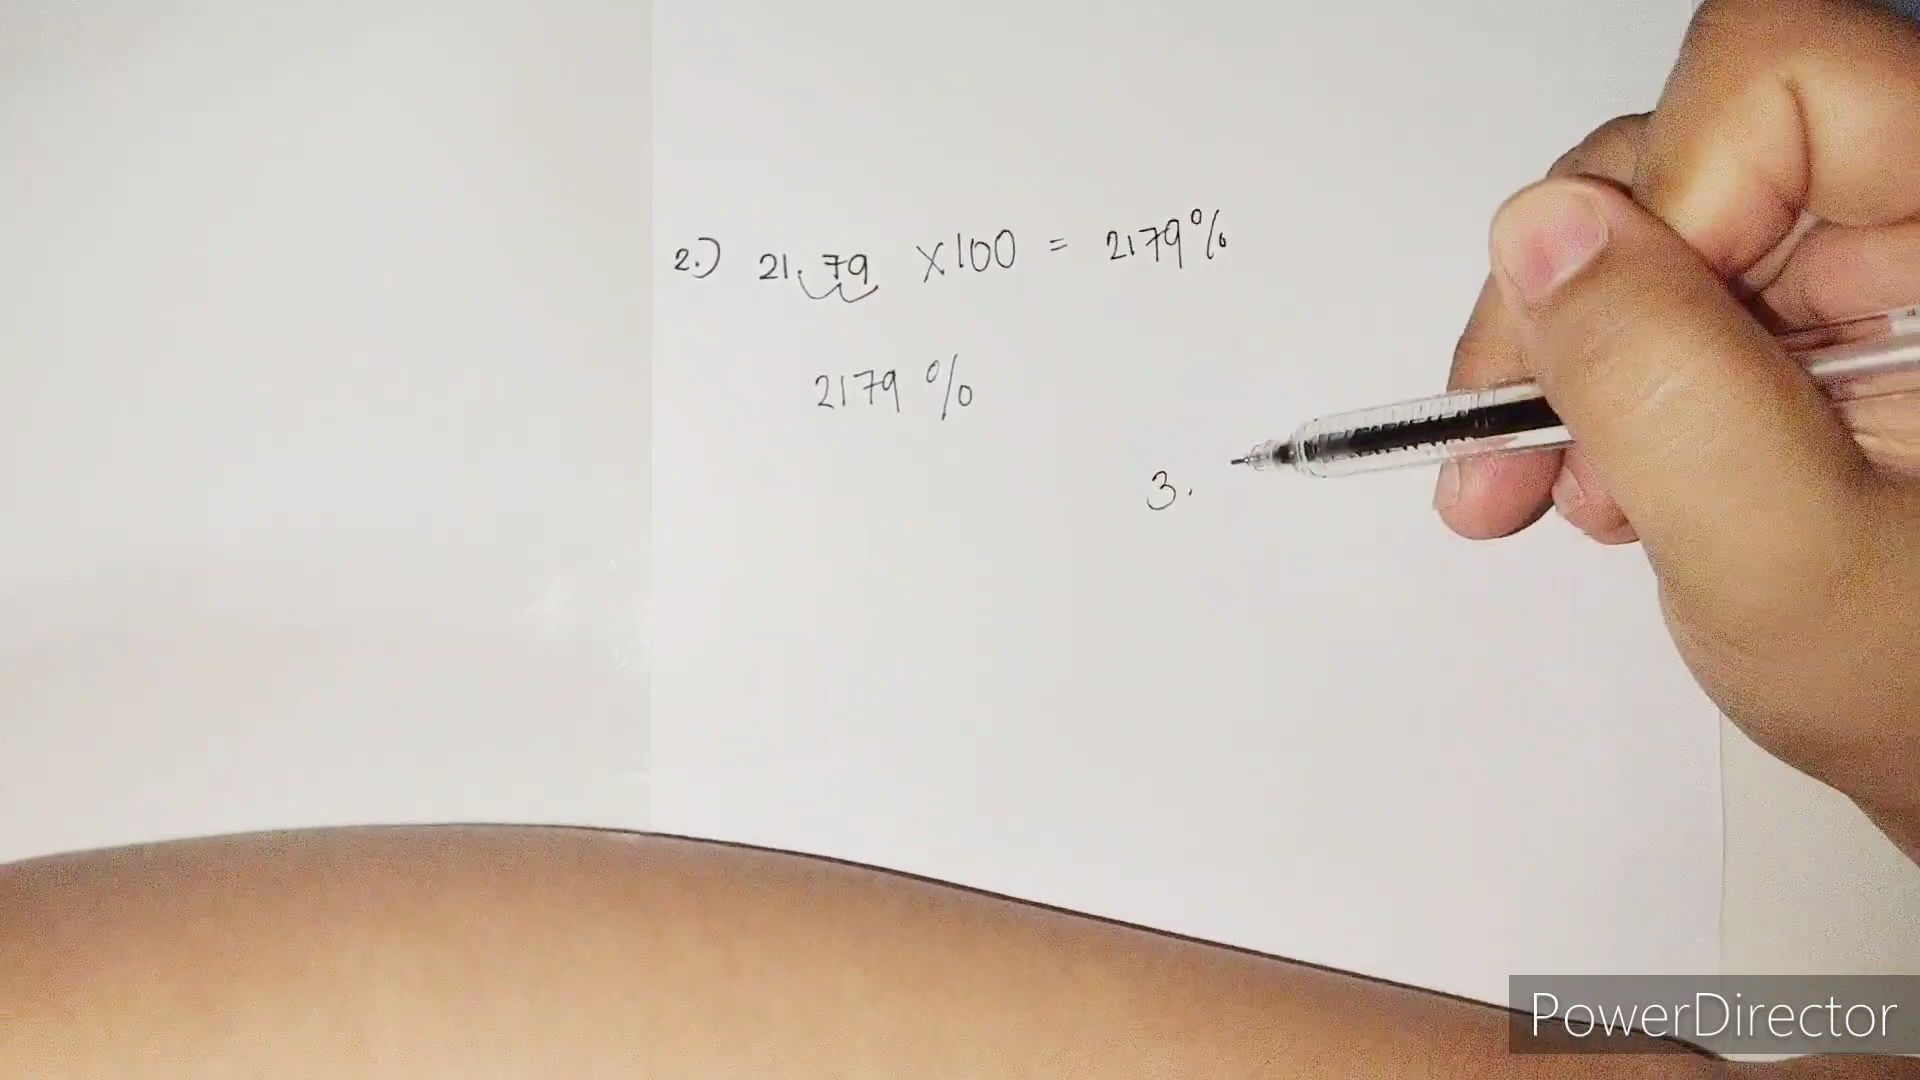 2.) 21.79 X100 = 2179%
2179 %
3.
PowerDirector